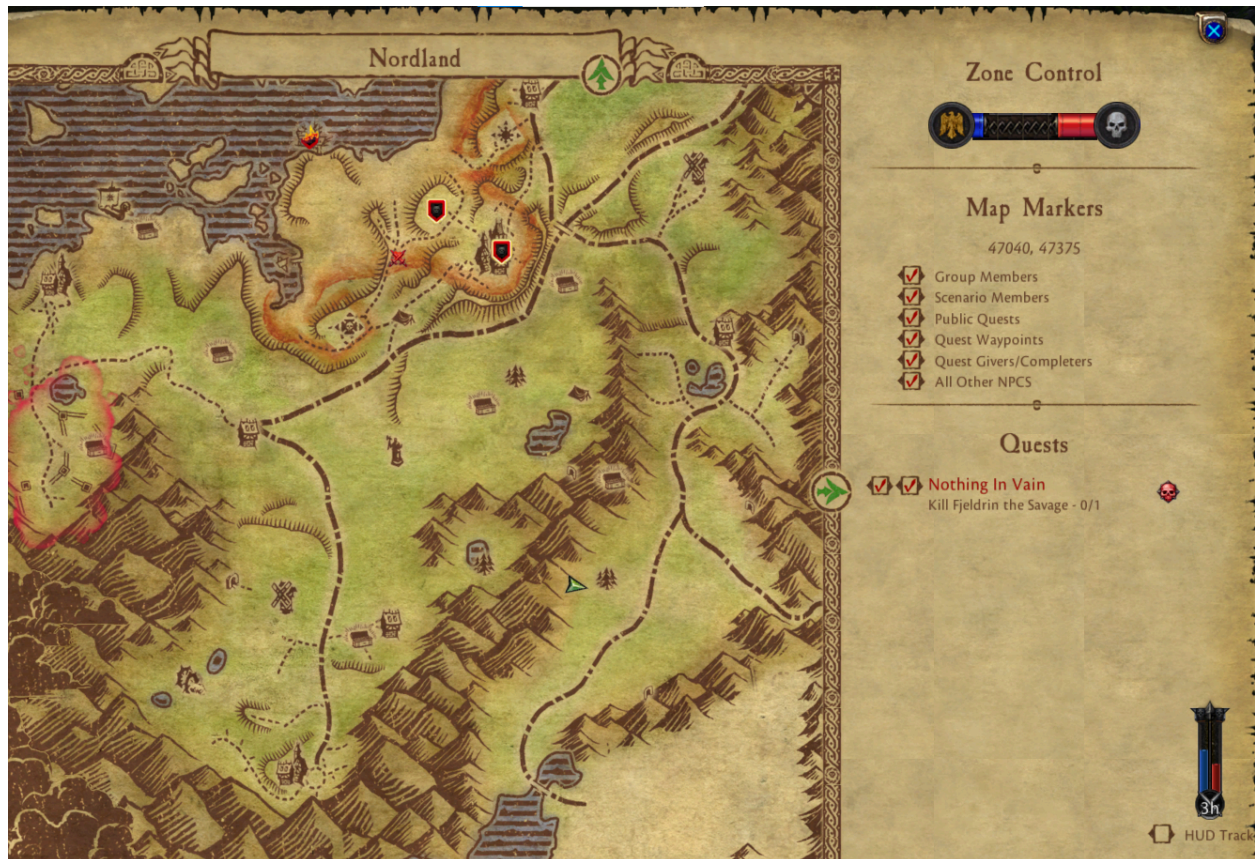 Nordland
Zone Control
Map Markers
47040, 47375
Group Members
Scenario Members
Public Quests
Quest Waypoints
Quest Givers/Completers
All Other NPCS
Quests
Nothing In Vain
Kill Fjeldrin the Savage - 0/1
3h
HUD Track